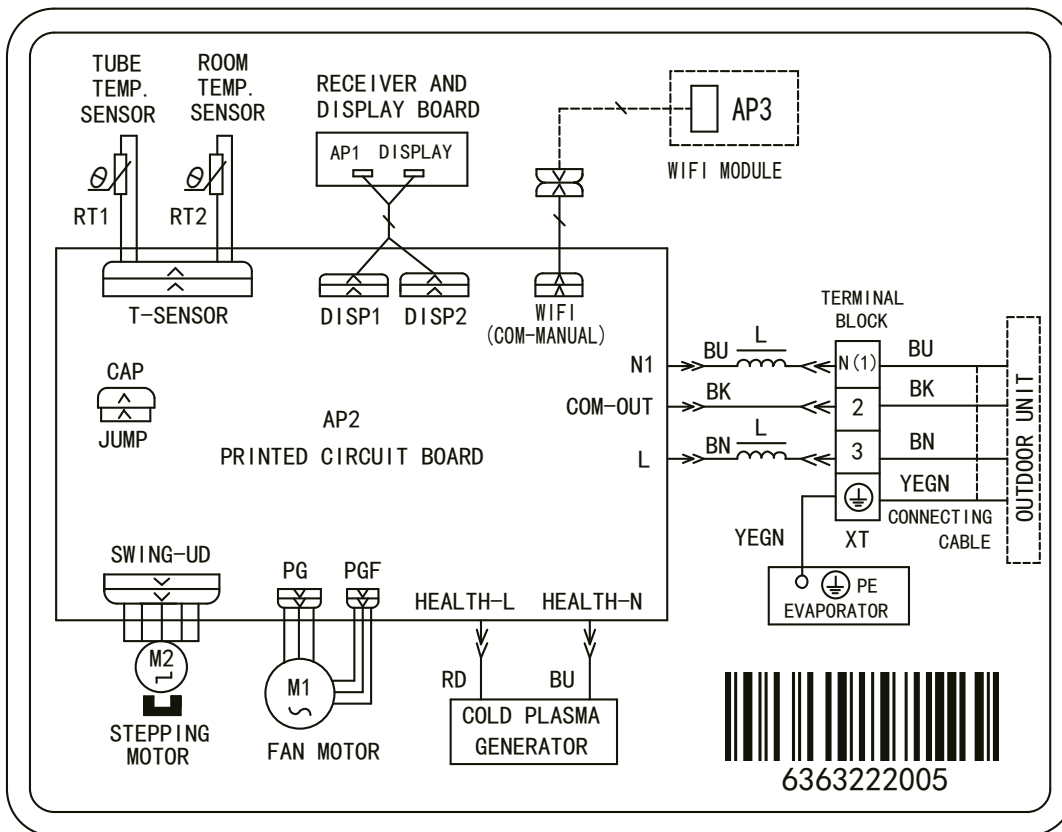 TUBE
TEMP.
SENSOR
ROOM
TEMP.
SENSOR
RECEIVER AND
DISPLAY BOARD
AP1 DISPLAY
AP3
WIFI MODULE
θ
RT1
θ
RT2
T-SENSOR
DISP1
DISP2
WIFI
(COM-MANUAL)
CAP
JUMP
AP2
PRINTED CIRCUIT BOARD
N1
COM-OUT
L
BU
L
BK
BN
L
TERMINAL
BLOCK
N(1)
2
3
XT
BU
BK
BN
YEGN
CONNECTING
CABLE
OUTDOOR UNIT
YEGN
PE
EVAPORATOR
SWING-UD
M2
STEPPING
MOTOR
PG
PGF
M1
FAN MOTOR
HEALTH-L
HEALTH-N
RD
BU
COLD PLASMA
GENERATOR
6363222005